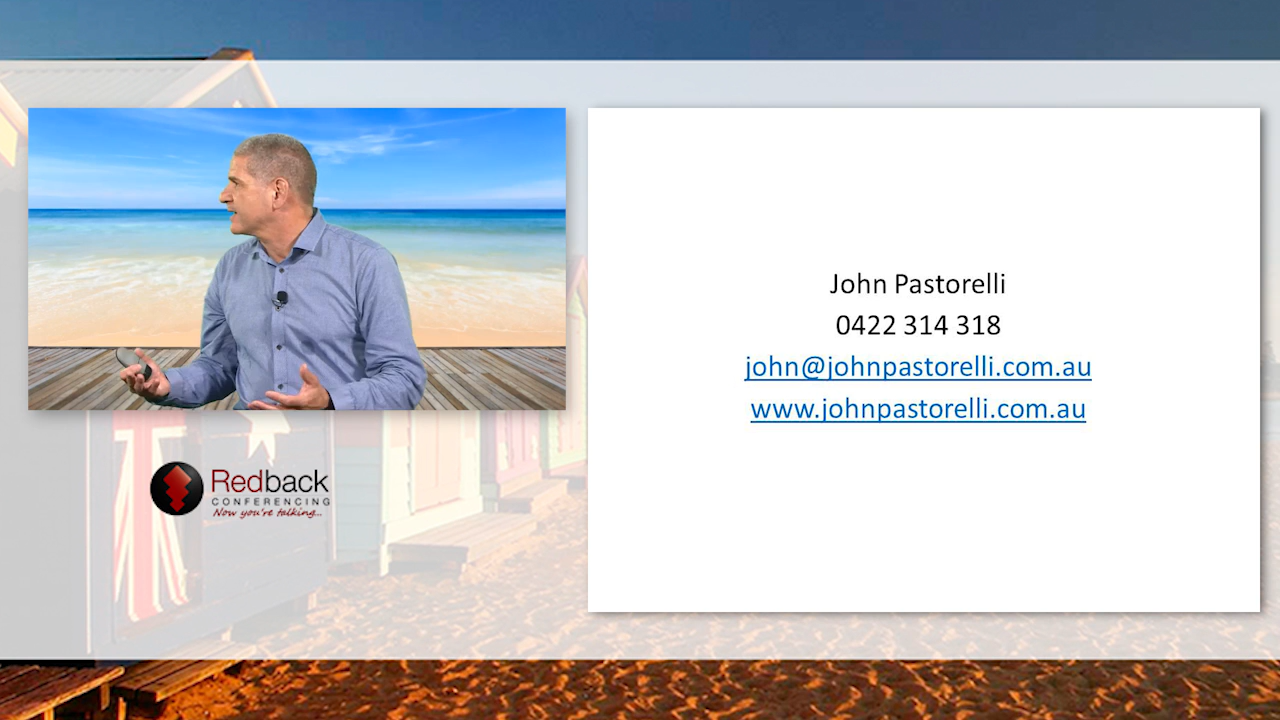 John Pastorelli
0422 314 318
john@johnpastorelli.com.au
www.johnpastorelli.com.au
Redback
CONFERENCING
Now you're talking...